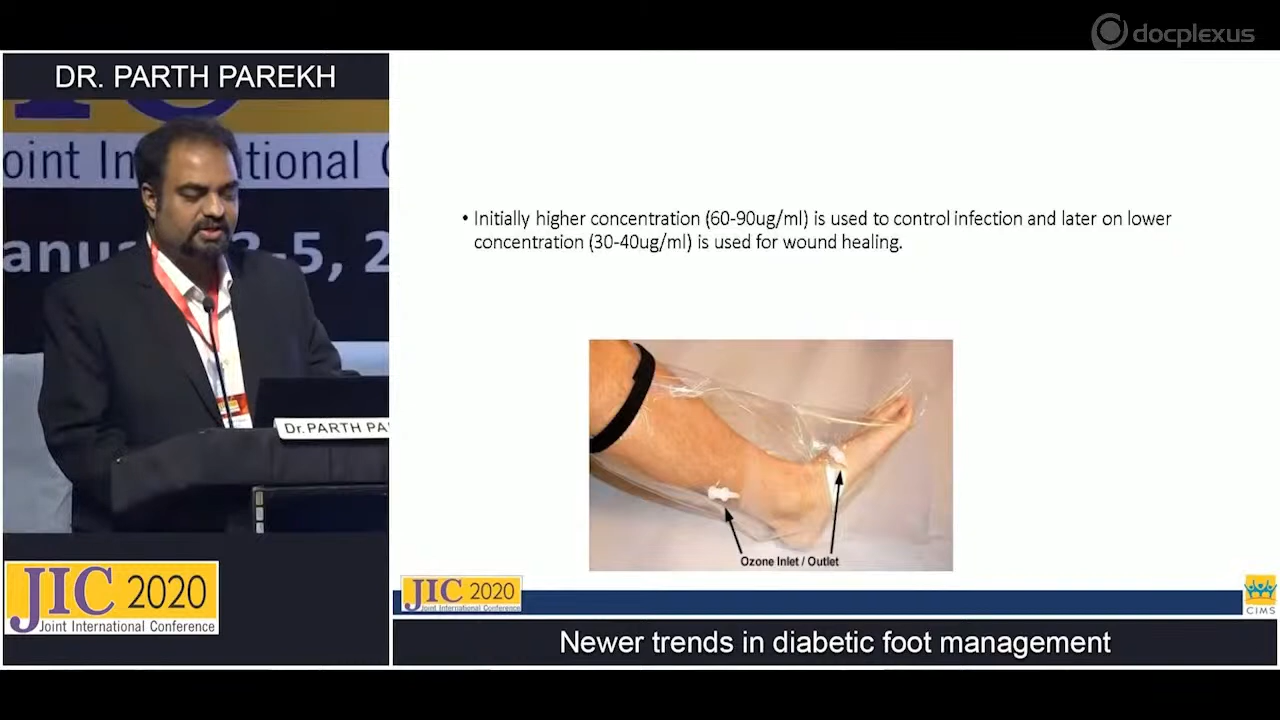 docplexus
DR. PARTH PAREKH
oint In tional C
anua 3-5, 2
Dr. PARTH PA
JIC 2020
Joint International Conference
• Initially higher concentration (60-90ug/ml) is used to control infection and later on lower
concentration (30-40ug/ml) is used for wound healing.
Ozone Inlet / Outlet
JIC 2020
Joint International Conference
CIMS
Newer trends in diabetic foot management